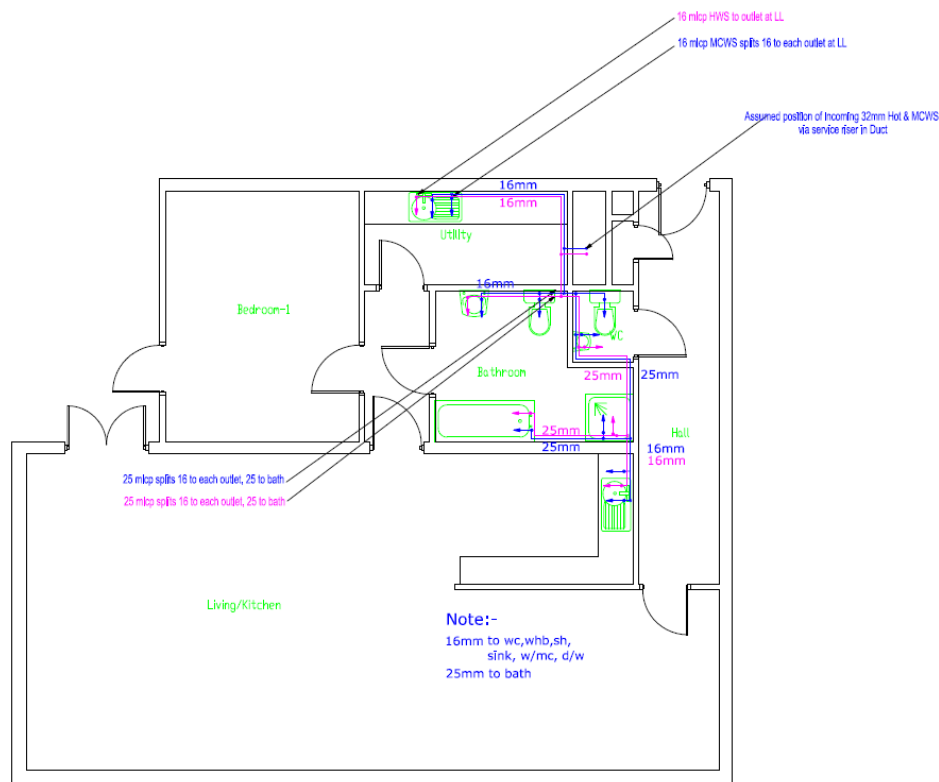 16 mlcp HWS to outlet at LL
16 mlcp MCWS splits 16 to each outlet at LL
Assumed position of incoming 32mm Hot & MCWS
via service riser in Duct
16mm
16mm
Utility
16mm
Bedroom-1
WC
Bathroom
25mm
25mm
25mm
25mm
Hall
16mm
16mm
25 mlcp splits 16 to each outlet, 25 to bath
25 mlcp splits 16 to each outlet, 25 to bath
Living/Kitchen
Note:-
16mm to wc,whb,sh,
sink, w/mc, d/w
25mm to bath